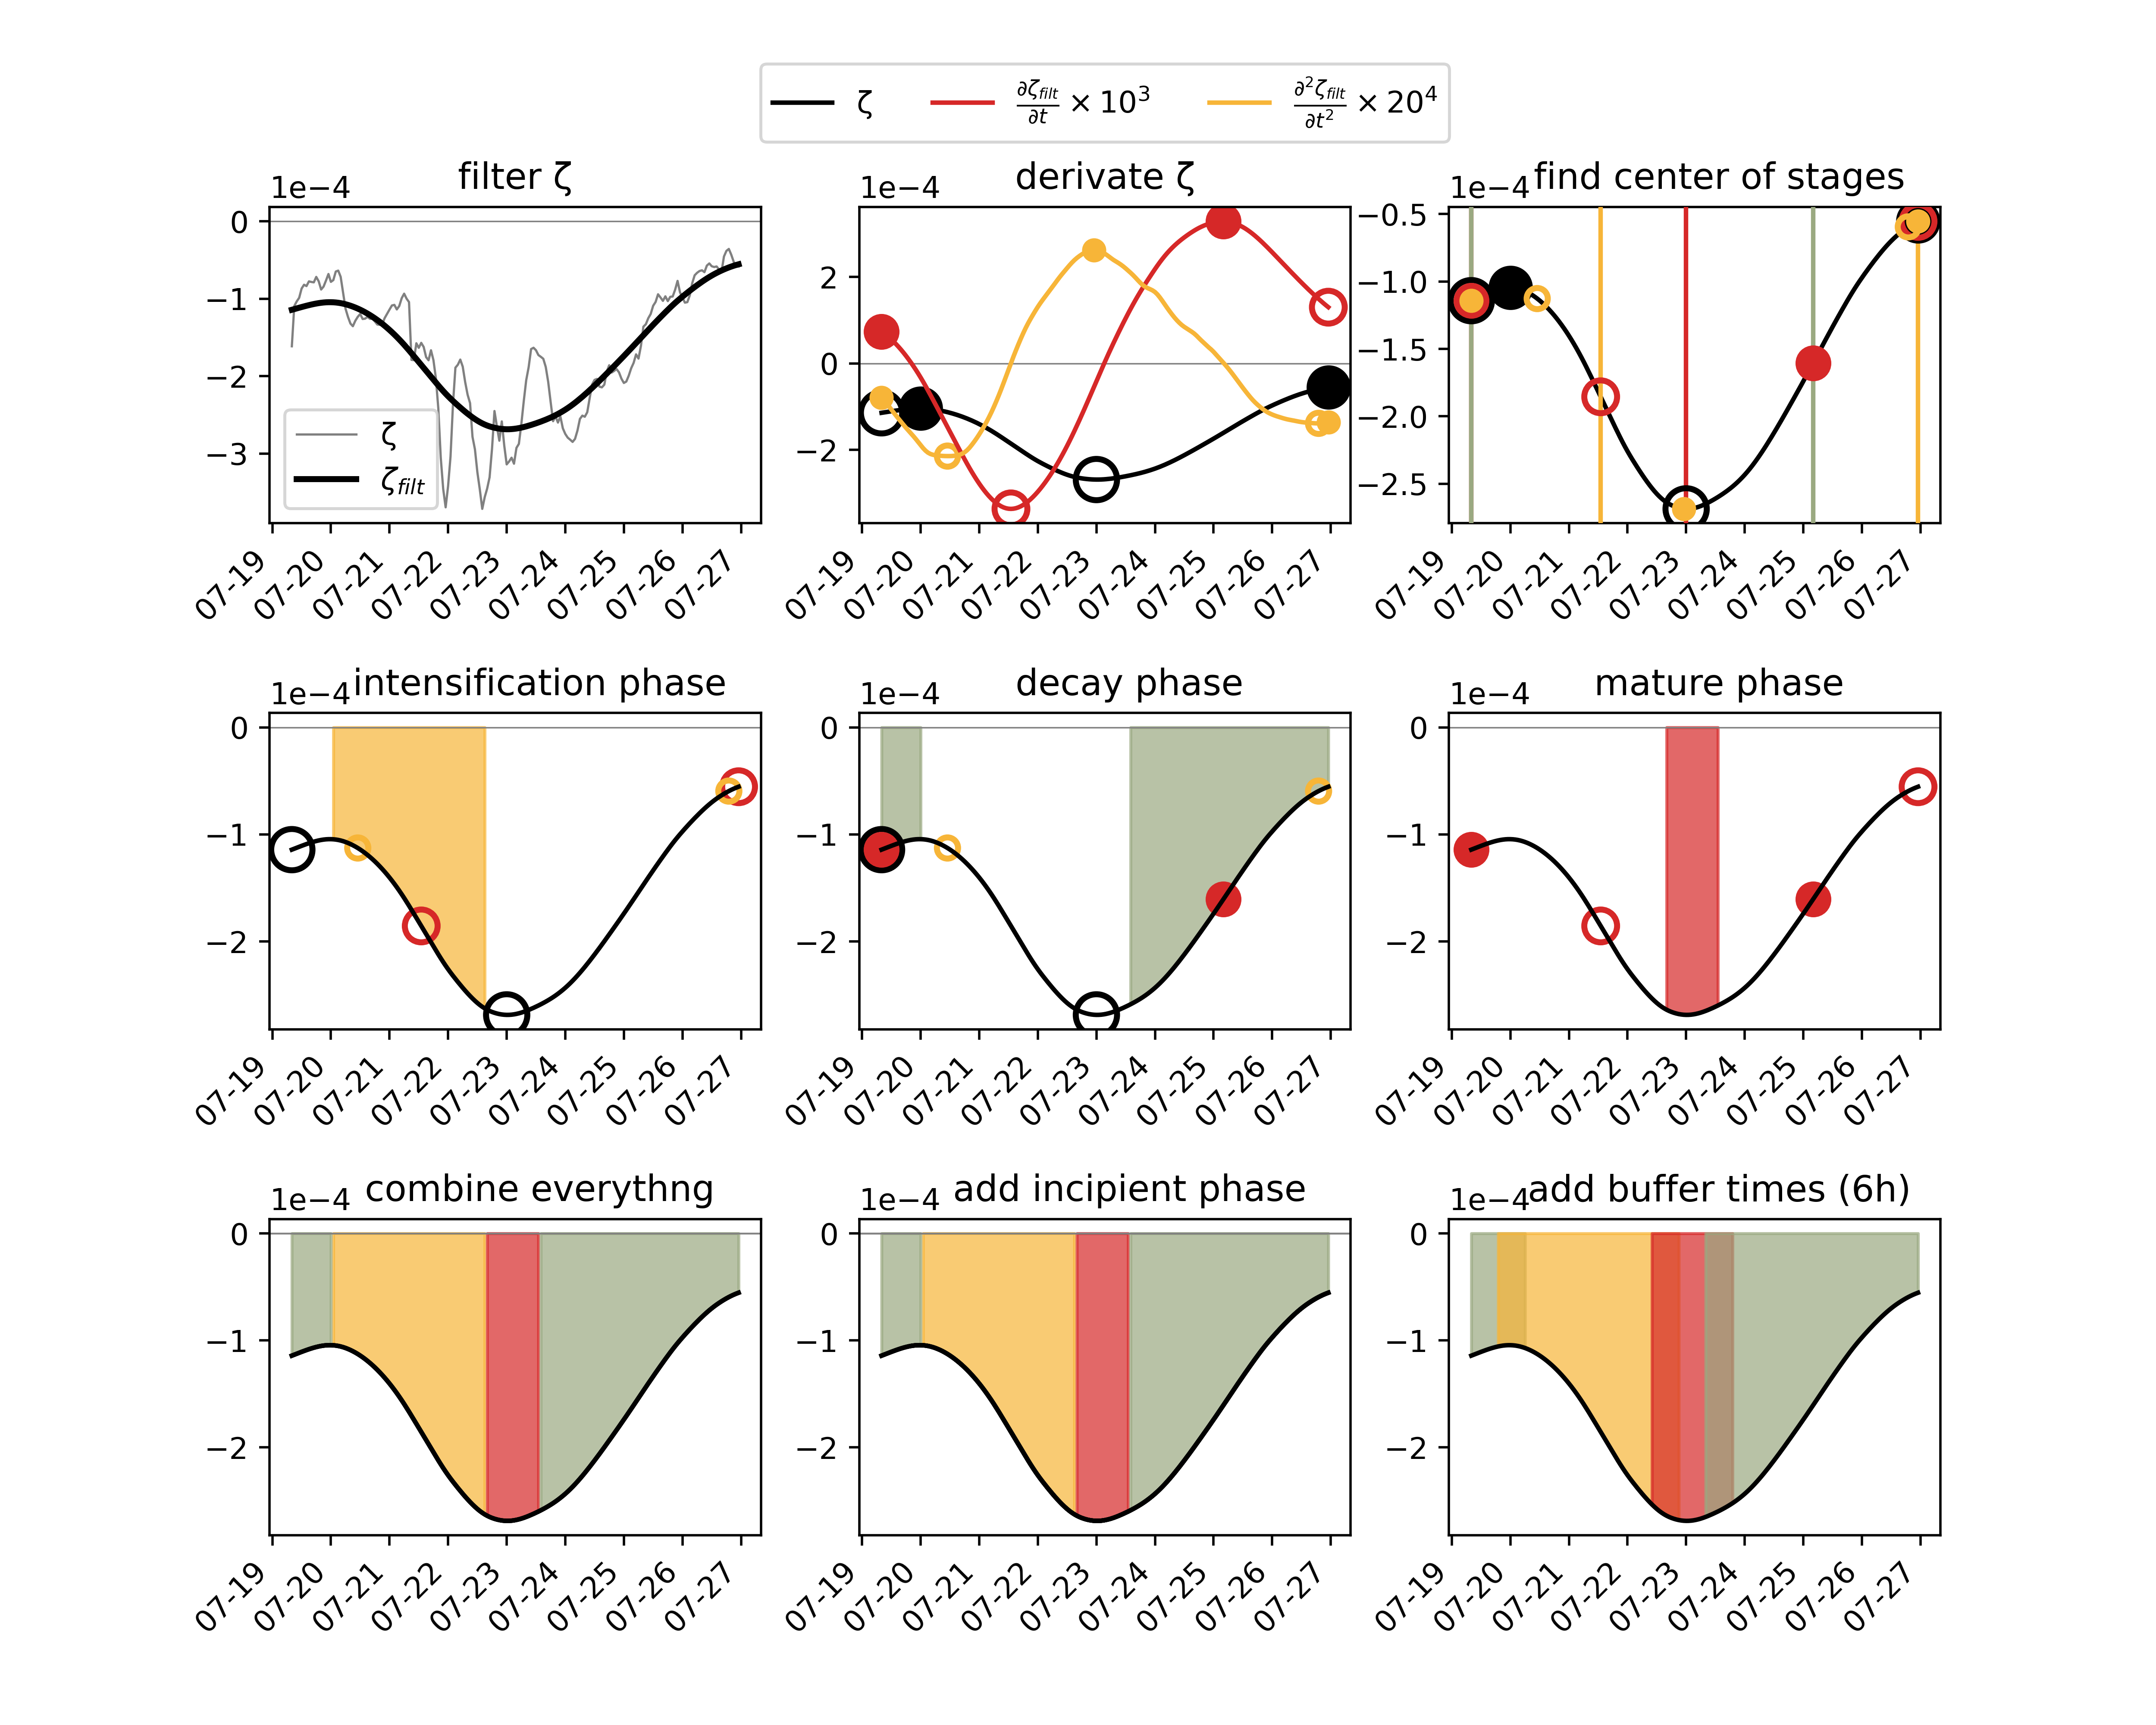 ζ ∂ζ_filt/∂t × 10³ ∂²ζ_filt/∂t² × 20⁴
filter ζ
1e−4
0
−1
−2
−3
ζ
ζ_filt
07-19 07-20 07-21 07-22 07-23 07-24 07-25 07-26 07-27
derivate ζ
1e−4
2
0
−2
07-19 07-20 07-21 07-22 07-23 07-24 07-25 07-26 07-27
find center of stages
1e−4
−0.5
−1.0
−1.5
−2.0
−2.5
07-19 07-20 07-21 07-22 07-23 07-24 07-25 07-26 07-27
intensification phase
1e−4
0
−1
−2
07-19 07-20 07-21 07-22 07-23 07-24 07-25 07-26 07-27
decay phase
1e−4
0
−1
−2
07-19 07-20 07-21 07-22 07-23 07-24 07-25 07-26 07-27
mature phase
1e−4
0
−1
−2
07-19 07-20 07-21 07-22 07-23 07-24 07-25 07-26 07-27
combine everythng
1e−4
0
−1
−2
07-19 07-20 07-21 07-22 07-23 07-24 07-25 07-26 07-27
add incipient phase
1e−4
0
−1
−2
07-19 07-20 07-21 07-22 07-23 07-24 07-25 07-26 07-27
add buffer times (6h)
1e−4
0
−1
−2
07-19 07-20 07-21 07-22 07-23 07-24 07-25 07-26 07-27